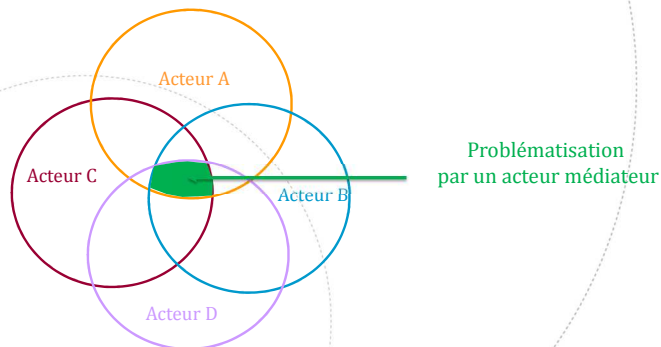 Acteur A
Problématisation
par un acteur médiateur
Acteur C
Acteur B
Acteur D